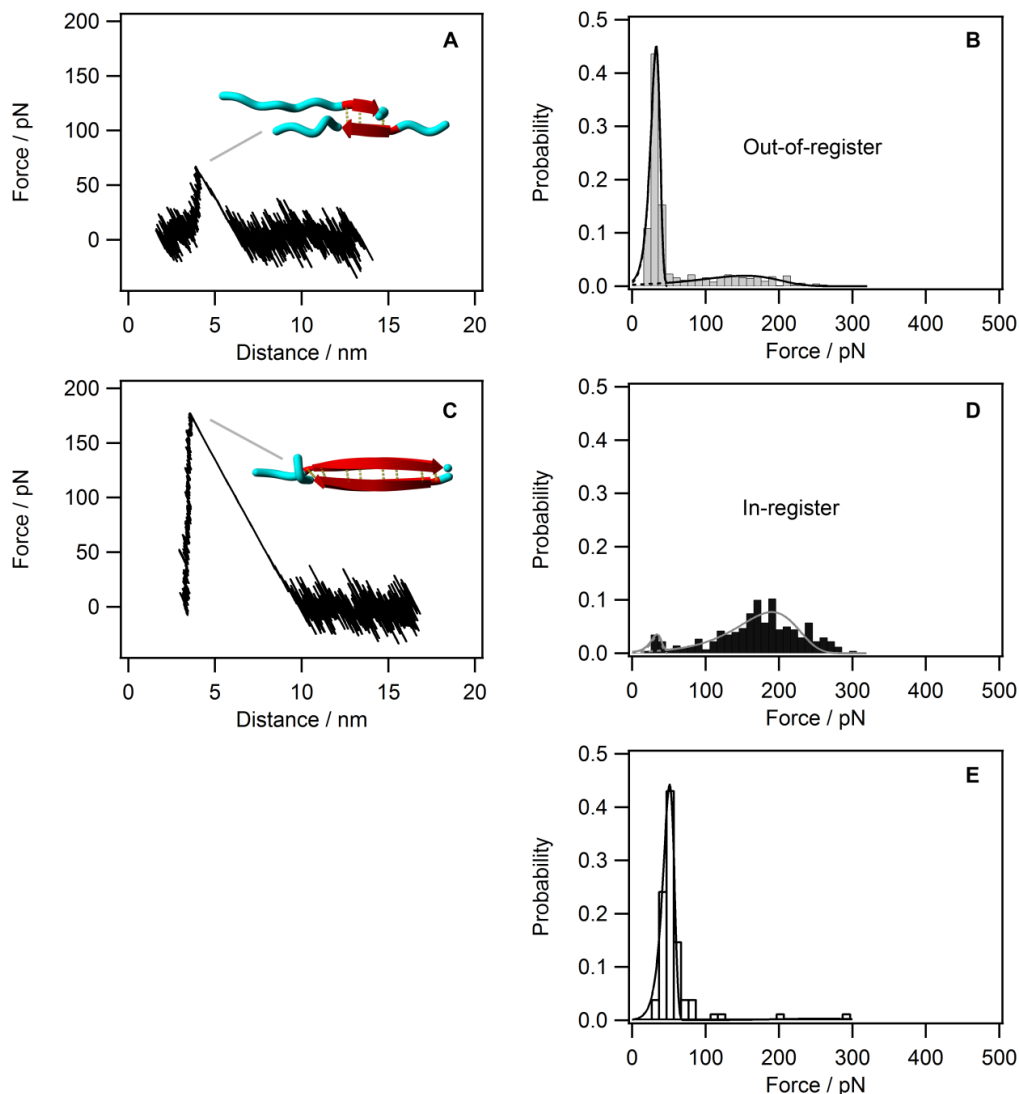 A
Force / pN
200
150
100
50
0
0 5 10 15 20
Distance / nm
B
Out-of-register
Probability
0.5
0.4
0.3
0.2
0.1
0.0
0 100 200 300 400 500
Force / pN
C
Force / pN
200
150
100
50
0
0 5 10 15 20
Distance / nm
D
In-register
Probability
0.5
0.4
0.3
0.2
0.1
0.0
0 100 200 300 400 500
Force / pN
E
Probability
0.5
0.4
0.3
0.2
0.1
0.0
0 100 200 300 400 500
Force / pN